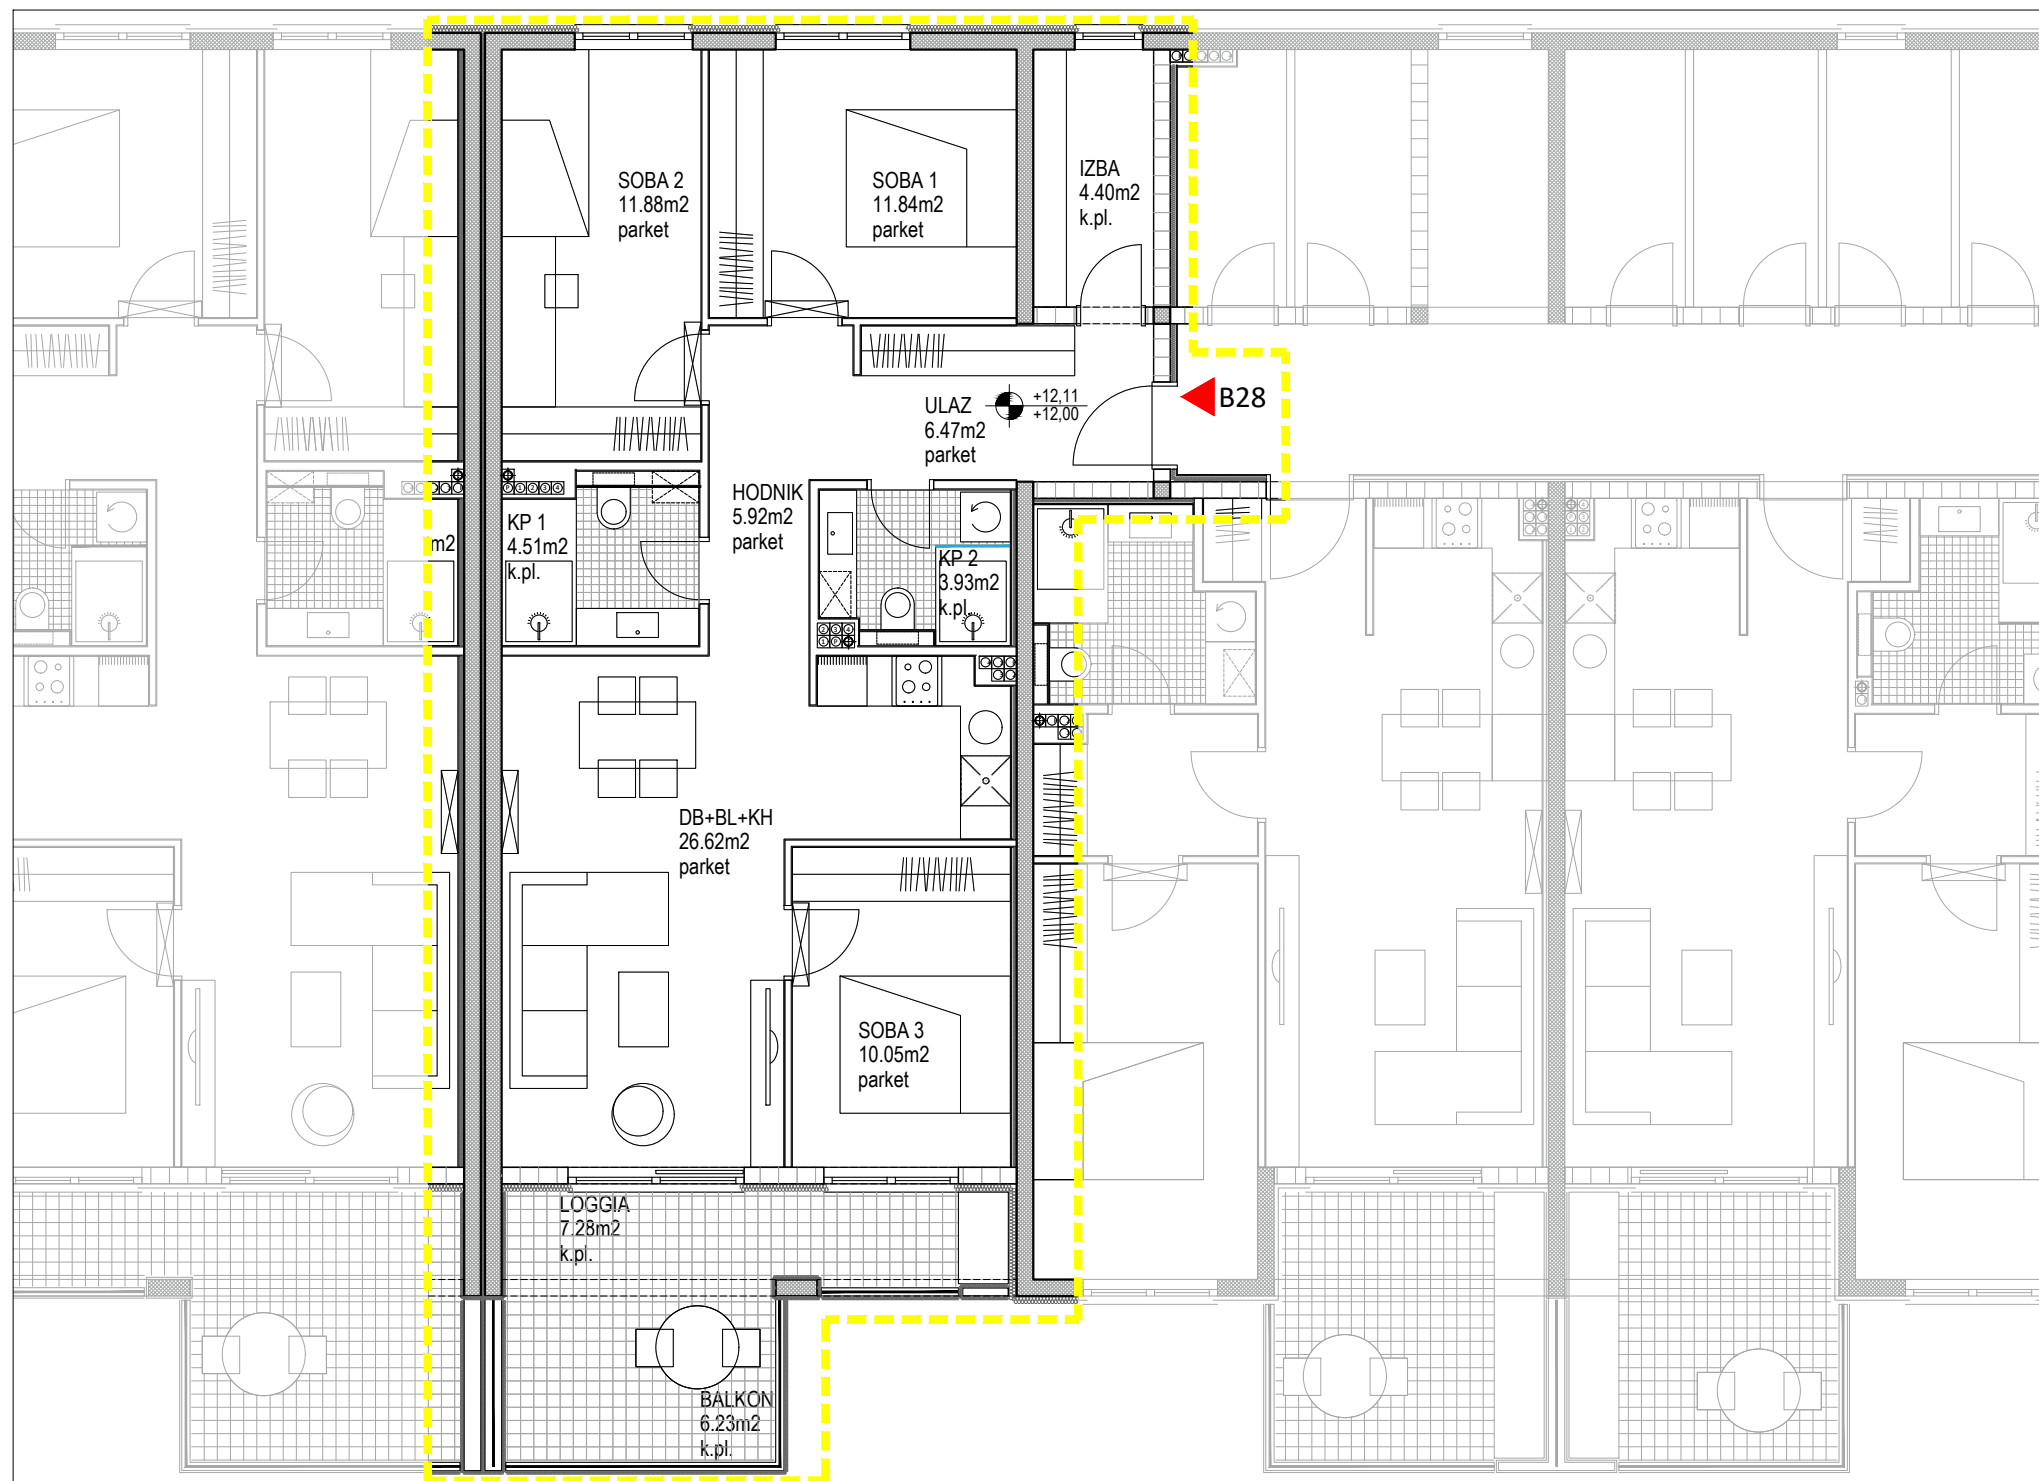 SOBA 2
11.88m2
parket
SOBA 1
11.84m2
parket
IZBA
4.40m2
k.pl.
B28
ULAZ
6.47m2
parket
+12,11
+12,00
HODNIK
5.92m2
parket
KP 1
4.51m2
k.pl.
m2
KP 2
3.93m2
k.pl.
DB+BL+KH
26.62m2
parket
SOBA 3
10.05m2
parket
LOGGIA
7.28m2
k.pl.
BALKON
6.23m2
k.pl.